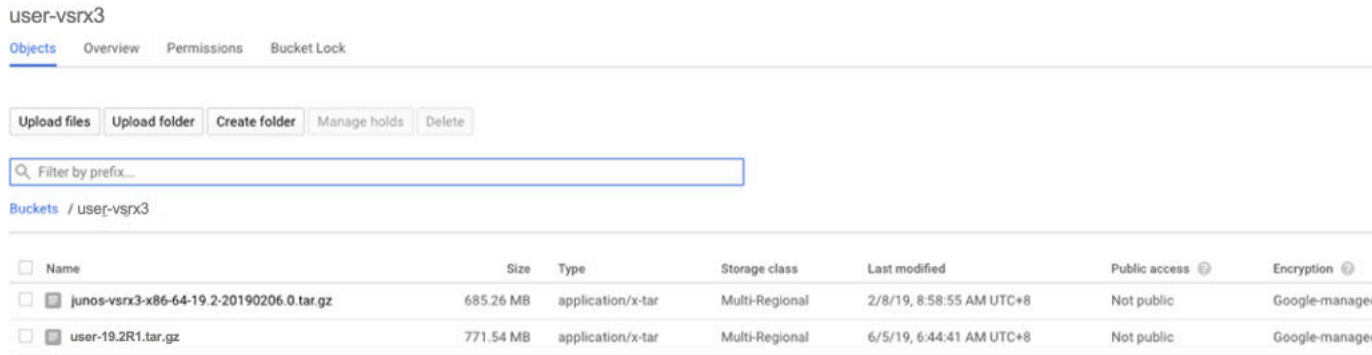 user-vsrx3
Objects Overview Permissions Bucket Lock
Upload files Upload folder Create folder Manage holds Delete
Filter by prefix...
Buckets / user-vsrx3
Name Size Type Storage class Last modified Public access Encryption
junos-vsrx3-x86-64-19.2-20190206.0.tar.gz 685.26 MB application/x-tar Multi-Regional 2/8/19, 8:58:55 AM UTC+8 Not public Google-manage
user-19.2R1.tar.gz 771.54 MB application/x-tar Multi-Regional 6/5/19, 6:44:41 AM UTC+8 Not public Google-manage